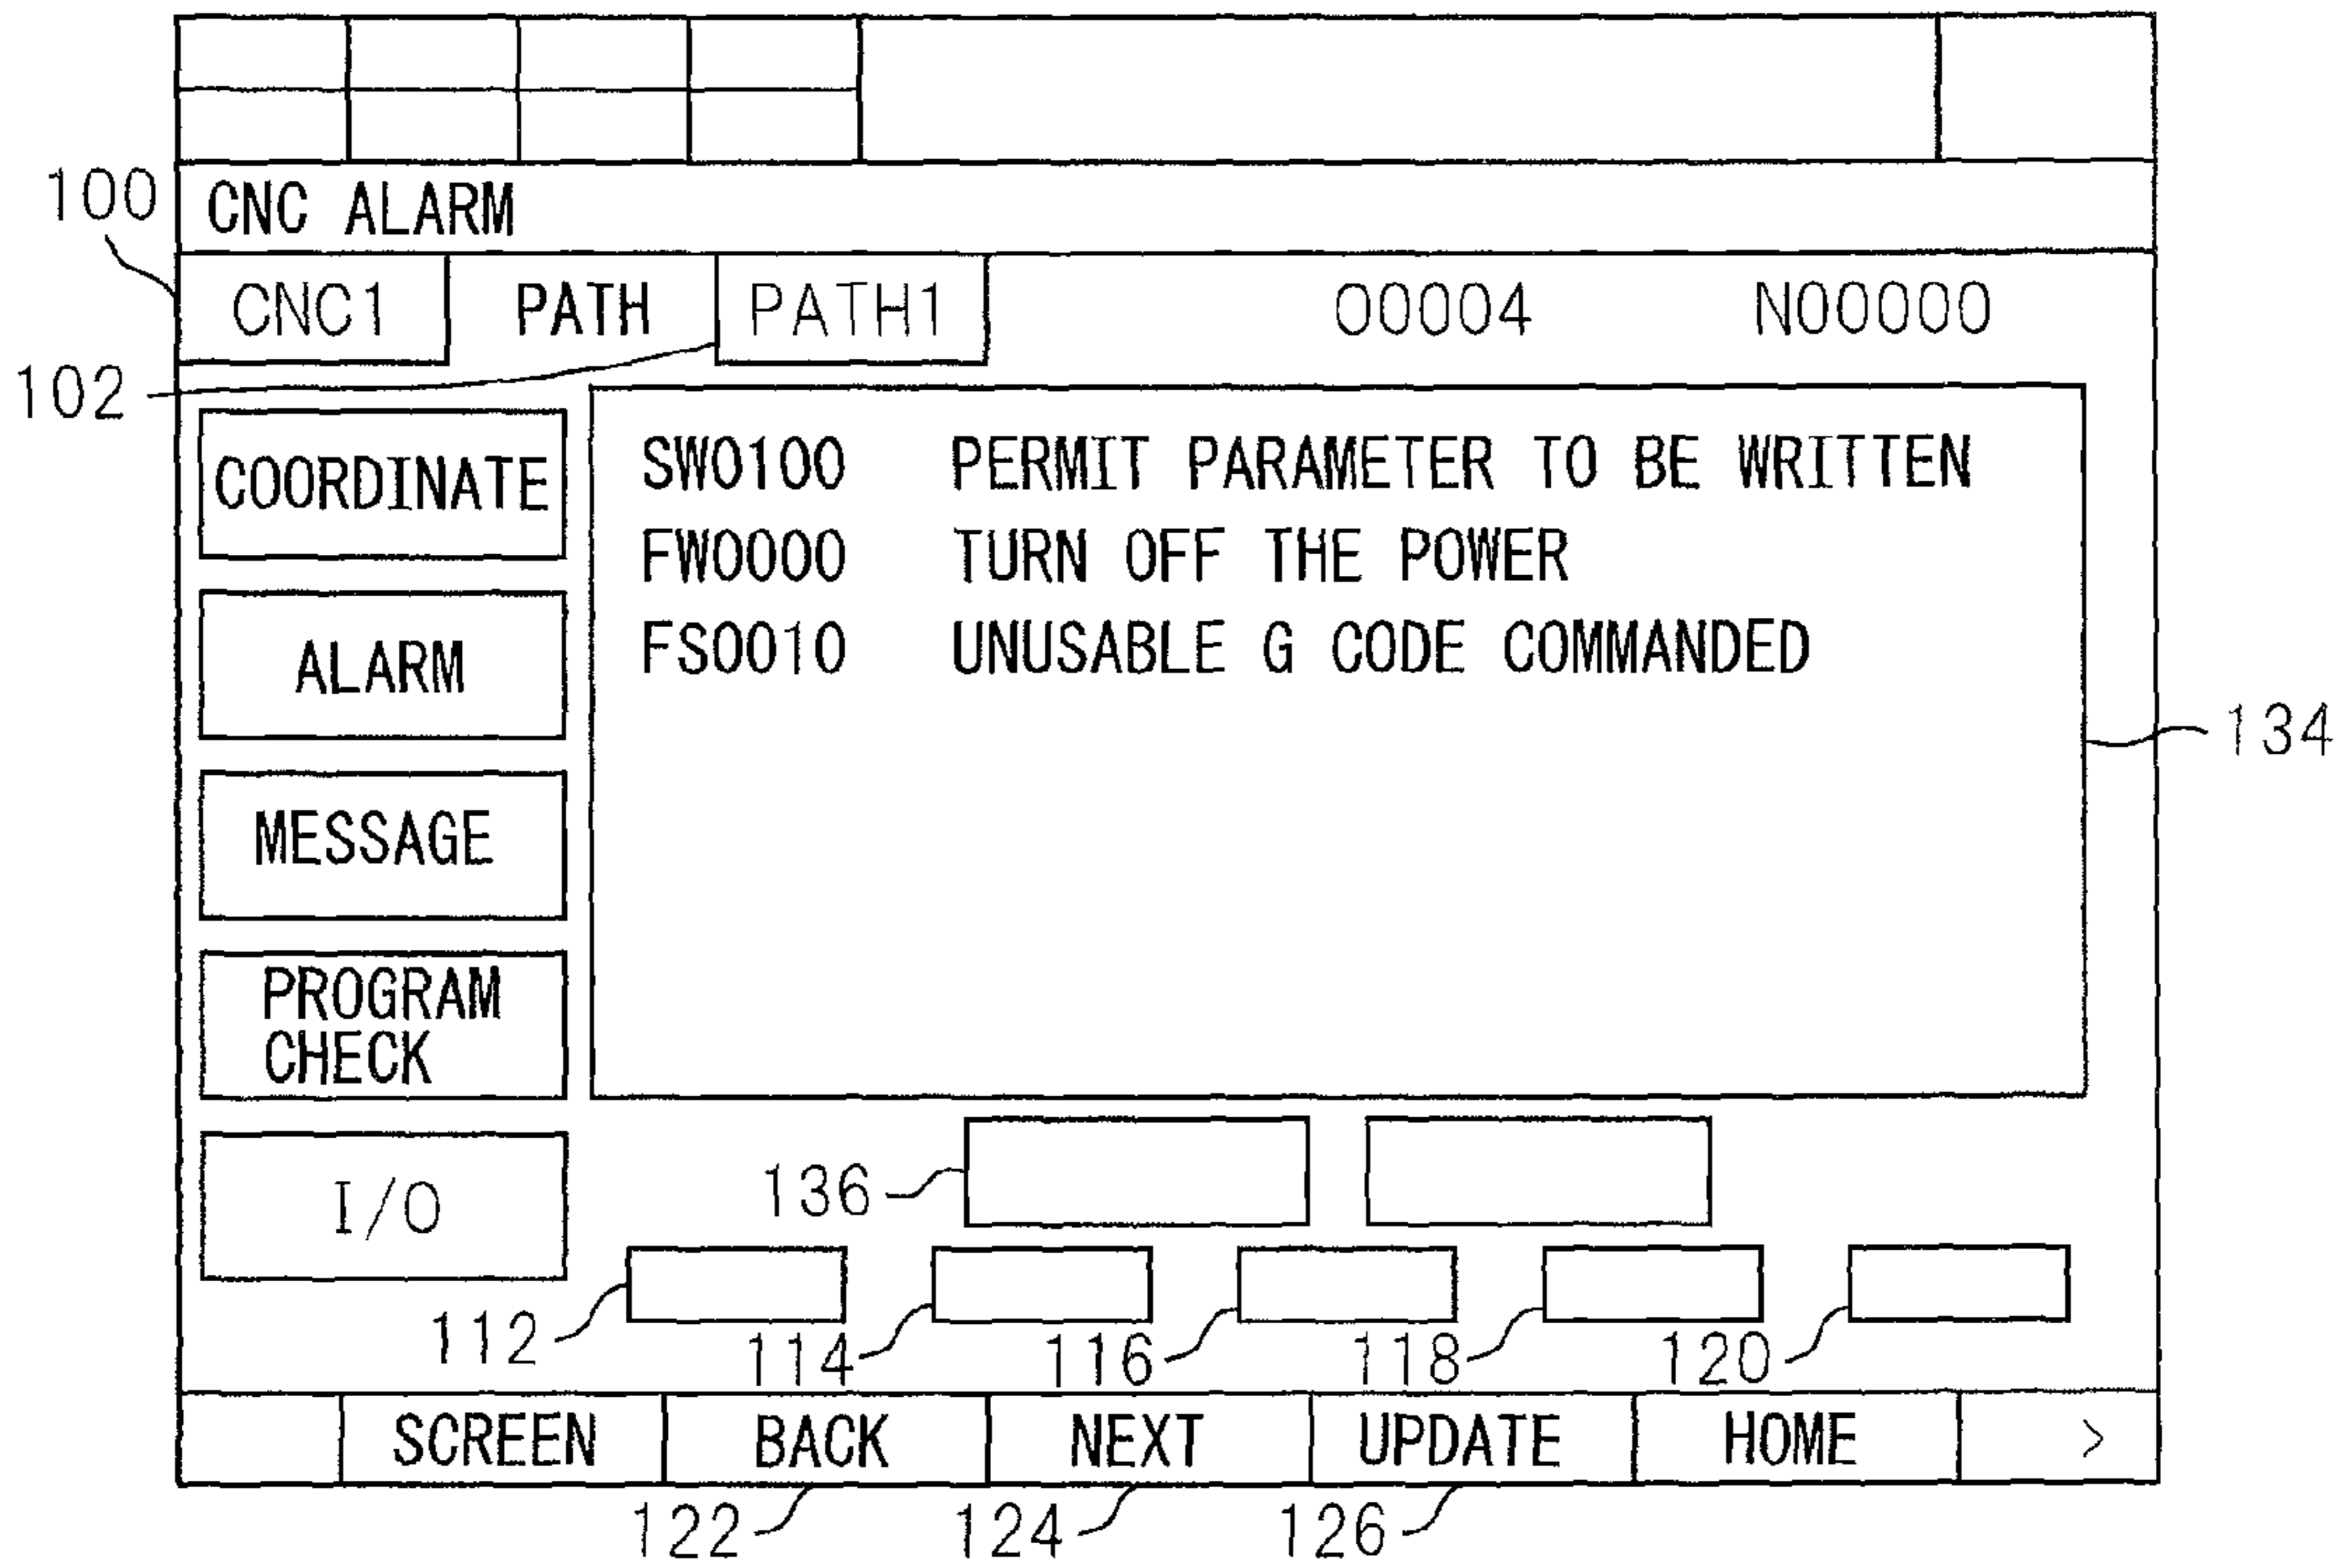 100
CNC ALARM
CNC1 PATH PATH1 O0004 N00000
102
COORDINATE
ALARM
MESSAGE
PROGRAM
CHECK
I/O
SW0100 PERMIT PARAMETER TO BE WRITTEN
FW0000 TURN OFF THE POWER
FS0010 UNUSABLE G CODE COMMANDED
134
136
112 114 116 118 120
SCREEN BACK NEXT UPDATE HOME >
122 124 126